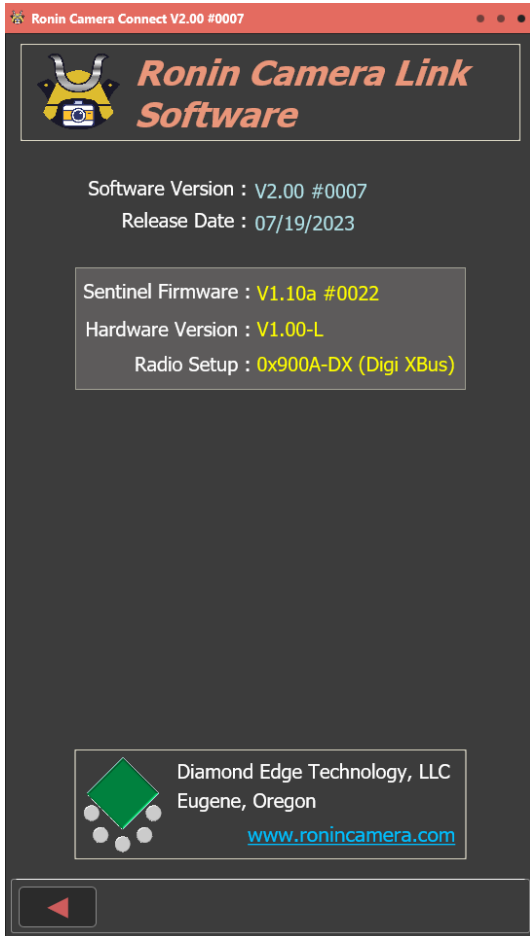 Ronin Camera Connect V2.00 #0007
Ronin Camera Link
Software
Software Version : V2.00 #0007
Release Date : 07/19/2023
Sentinel Firmware : V1.10a #0022
Hardware Version : V1.00-L
Radio Setup : 0x900A-DX (Digi XBus)
Diamond Edge Technology, LLC
Eugene, Oregon
www.ronincamera.com